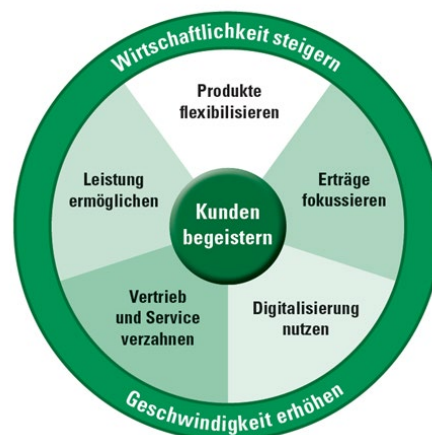 Wirtschaftlichkeit steigern
Produkte
flexibilisieren
Leistung
ermöglichen
Erträge
fokussieren
Kunden
begeistern
Vertrieb
und Service
verzahnen
Digitalisierung
nutzen
Geschwindigkeit erhöhen